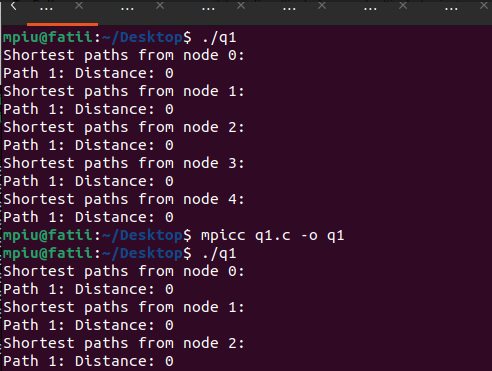 ... × ... × ... × ... × ...
mpiu@fatii:~/Desktop$ ./q1
Shortest paths from node 0:
Path 1: Distance: 0
Shortest paths from node 1:
Path 1: Distance: 0
Shortest paths from node 2:
Path 1: Distance: 0
Shortest paths from node 3:
Path 1: Distance: 0
Shortest paths from node 4:
Path 1: Distance: 0
mpiu@fatii:~/Desktop$ mpicc q1.c -o q1
mpiu@fatii:~/Desktop$ ./q1
Shortest paths from node 0:
Path 1: Distance: 0
Shortest paths from node 1:
Path 1: Distance: 0
Shortest paths from node 2:
Path 1: Distance: 0